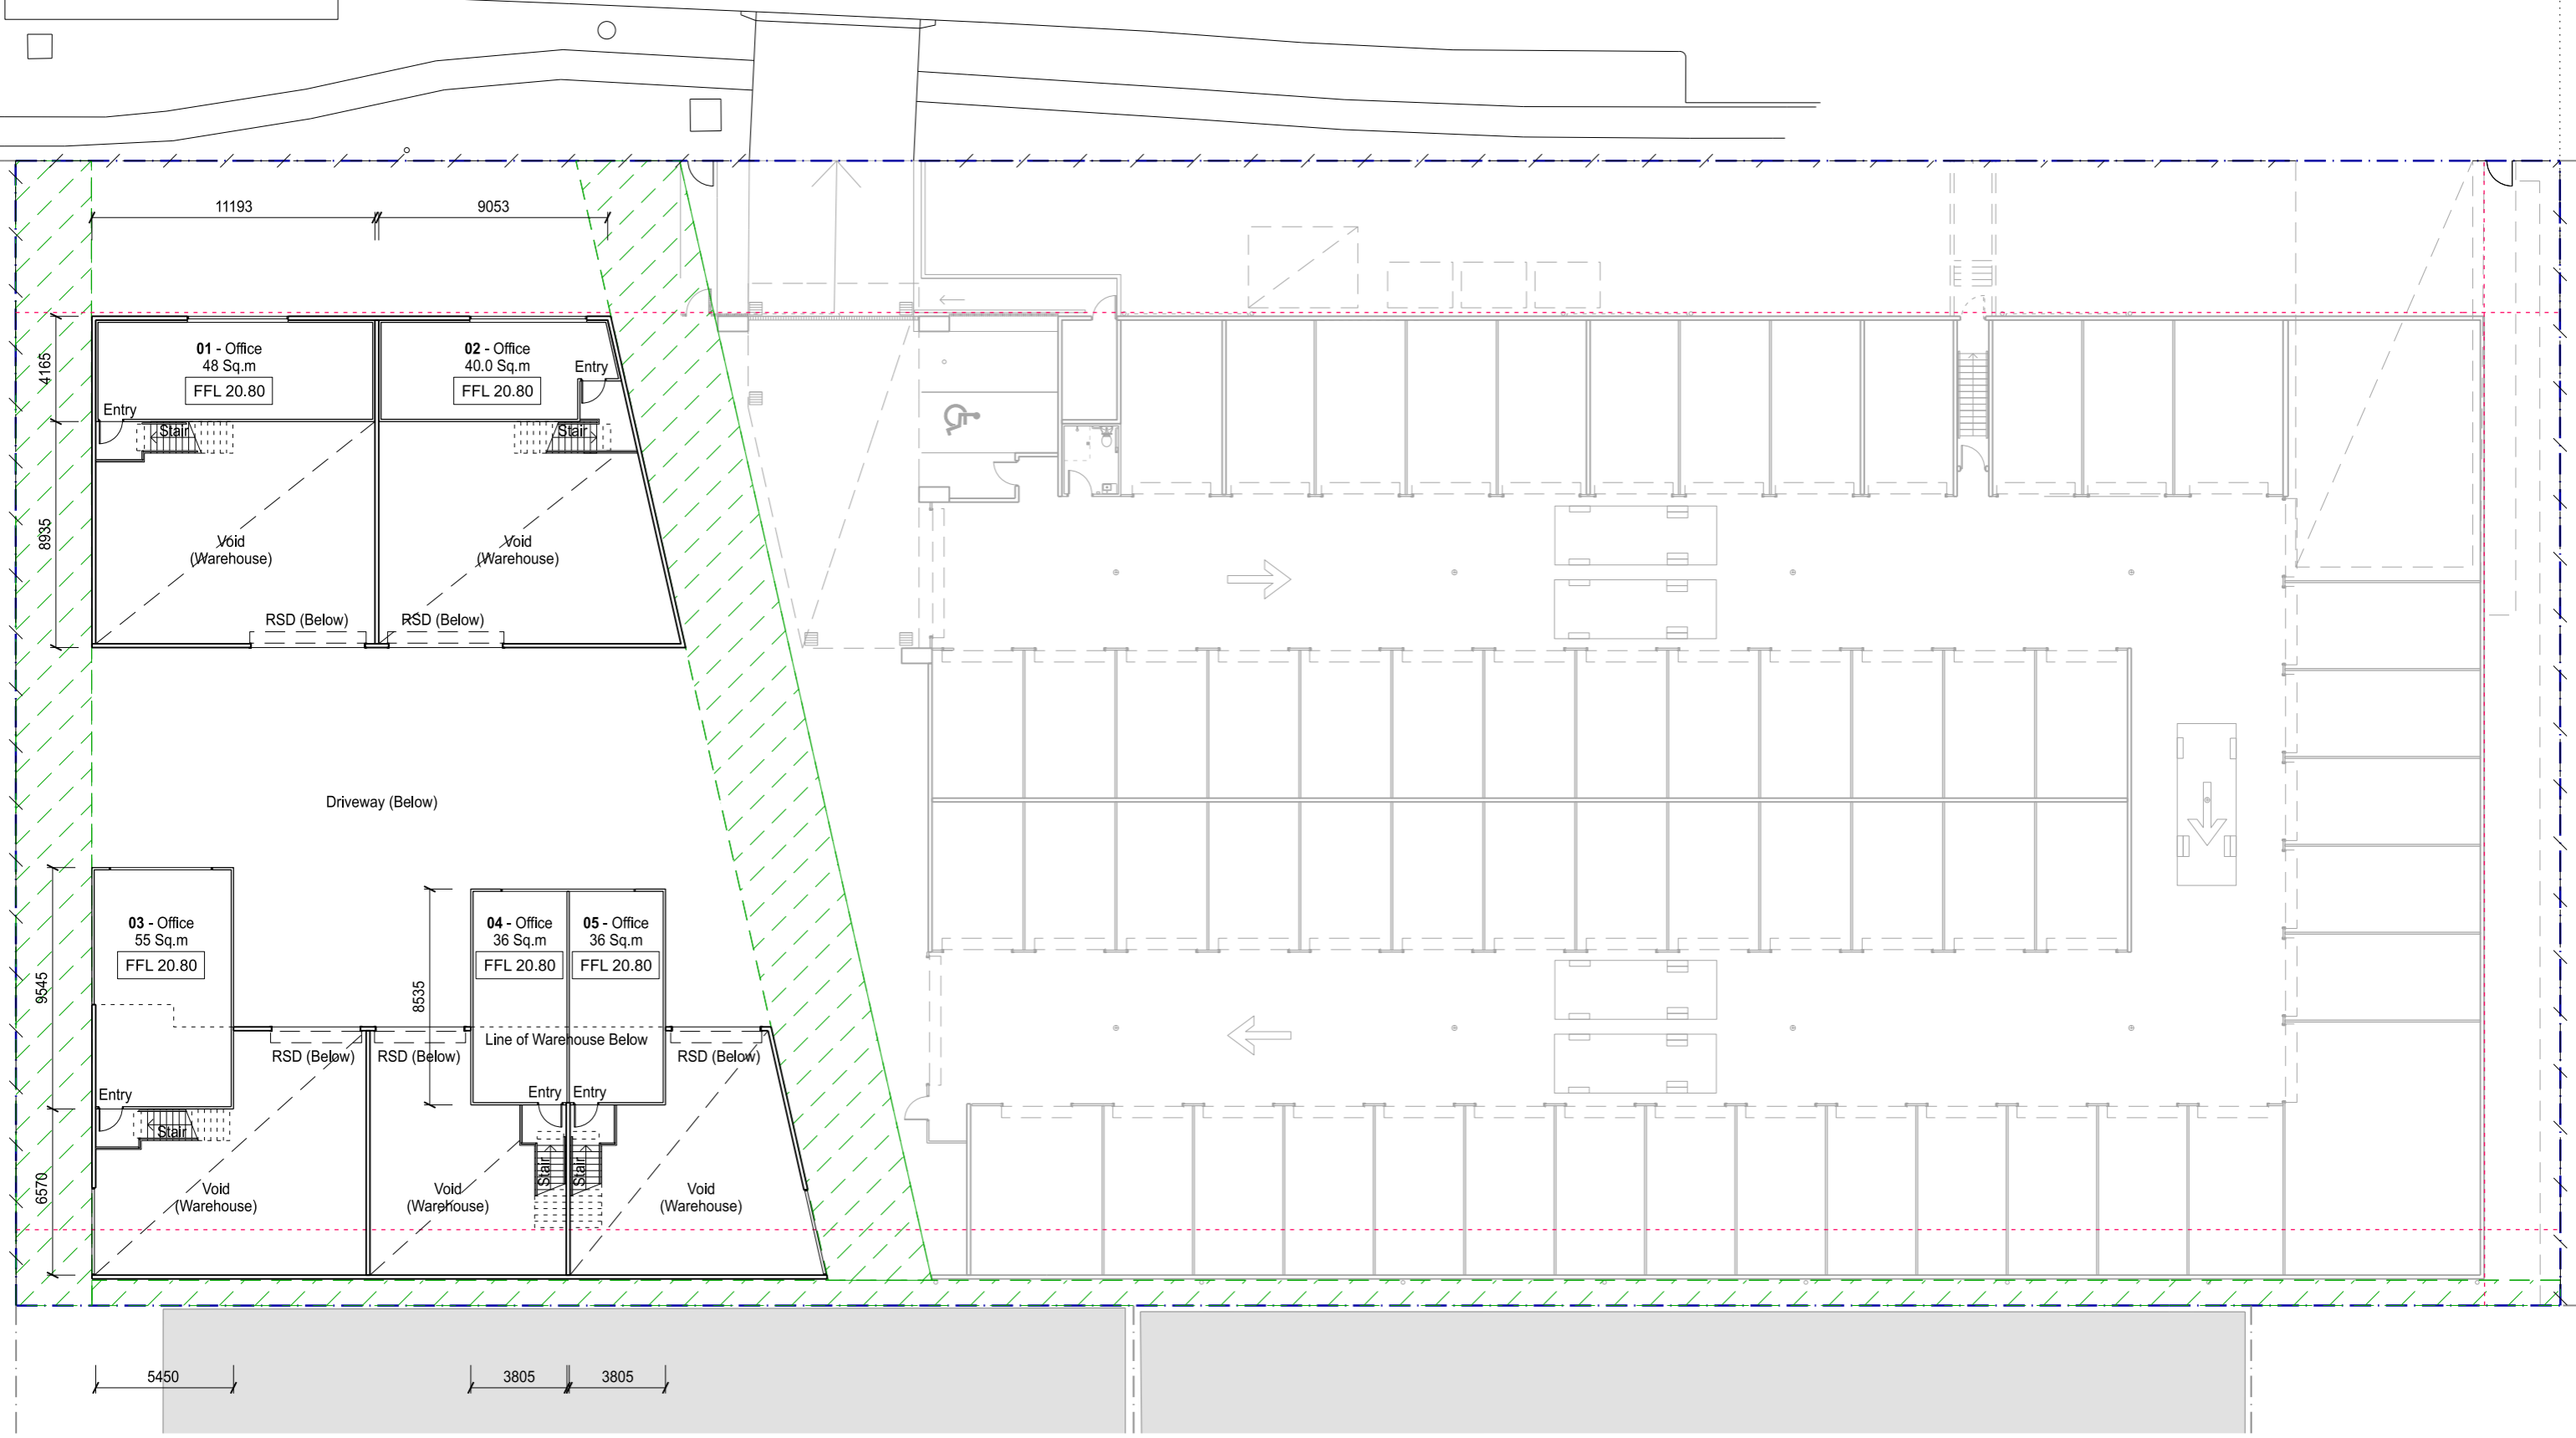 11193
9053
4165
01 - Office
48 Sq.m
FFL 20.80
02 - Office
40.0 Sq.m
FFL 20.80
Entry
Entry
Stair
Stair
8935
Void
(Warehouse)
Void
(Warehouse)
RSD (Below)
RSD (Below)
Driveway (Below)
9545
03 - Office
55 Sq.m
FFL 20.80
8535
04 - Office
36 Sq.m
FFL 20.80
05 - Office
36 Sq.m
FFL 20.80
Line of Warehouse Below
RSD (Below)
RSD (Below)
RSD (Below)
Entry
Entry
Entry
Stair
Stair
Stair
6570
Void
(Warehouse)
Void
(Warehouse)
Void
(Warehouse)
5450
3805
3805